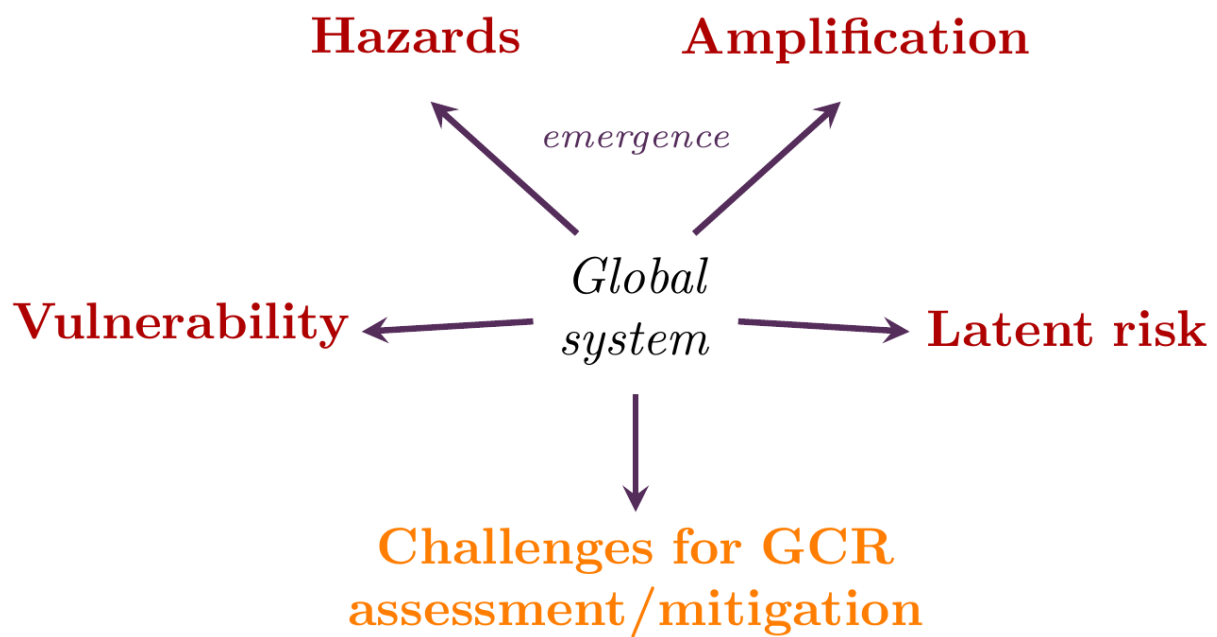 Hazards
Amplification
emergence
Global
system
Vulnerability
Latent risk
Challenges for GCR
assessment/mitigation